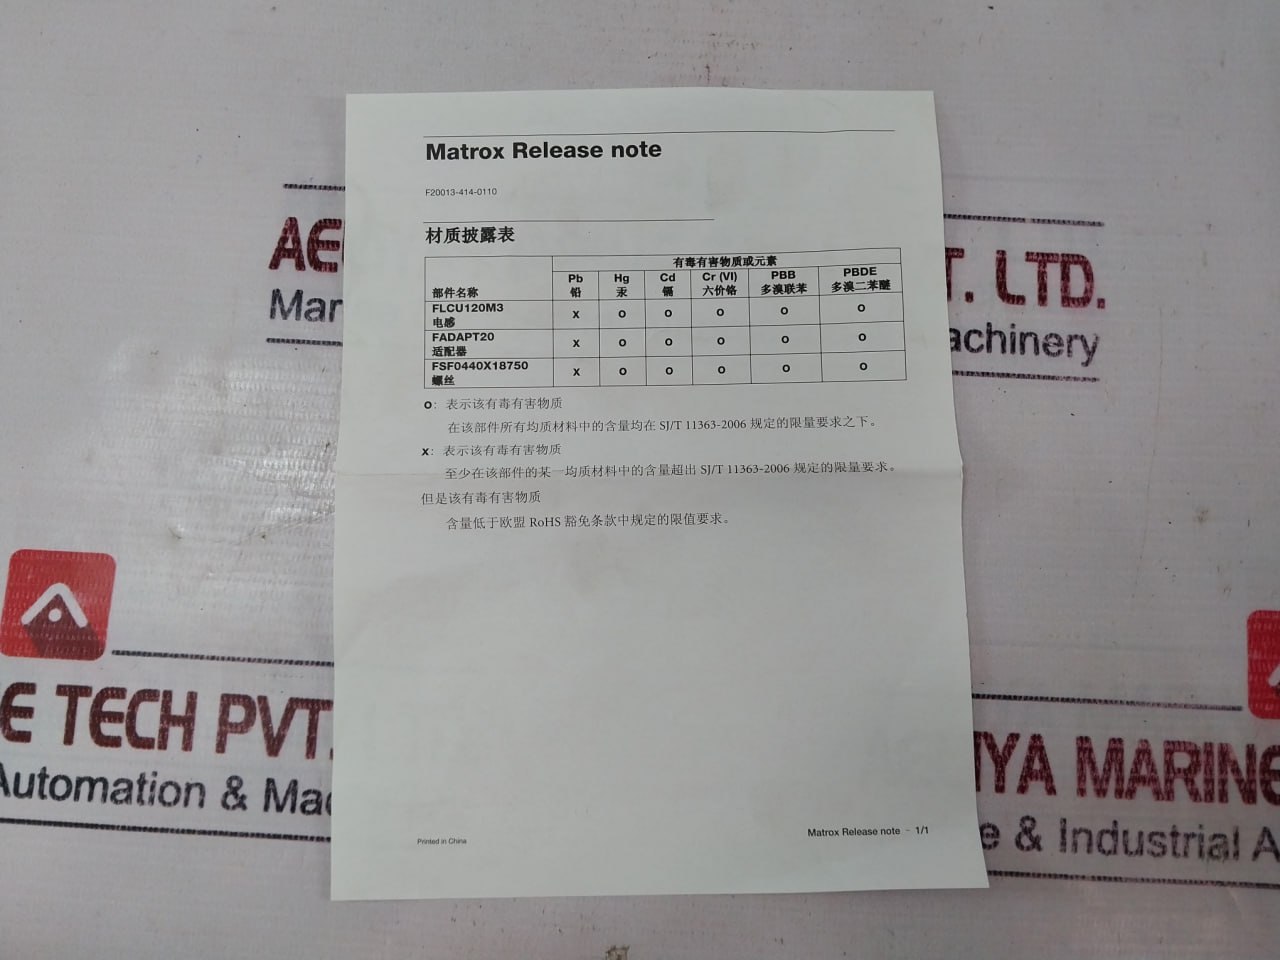 Matrox Release note
F20013-414-0110
材质披露表
部件名称 有毒有害物质或元素
Pb Hg Cd Cr (VI) PBB PBDE
铅 汞 镉 六价铬 多溴联苯 多溴二苯醚
FLCU120M3 x o o o o o
电感
FADAPT20 x o o o o o
适配器
FSF0440X18750 x o o o o o
螺丝
o: 表示该有毒有害物质
在该部件所有均质材料中的含量均在 SJ/T 11363-2006 规定的限量要求之下。
x: 表示该有毒有害物质
至少在该部件的某一均质材料中的含量超出 SJ/T 11363-2006 规定的限量要求。
但是该有毒有害物质
含量低于欧盟 RoHS 豁免条款中规定的限值要求。
Printed in China
Matrox Release note - 1/1
AE
Mar
T. LTD.
achinery
E TECH PVT.
Automation & Mac
IYA MARINE
e & Industrial A